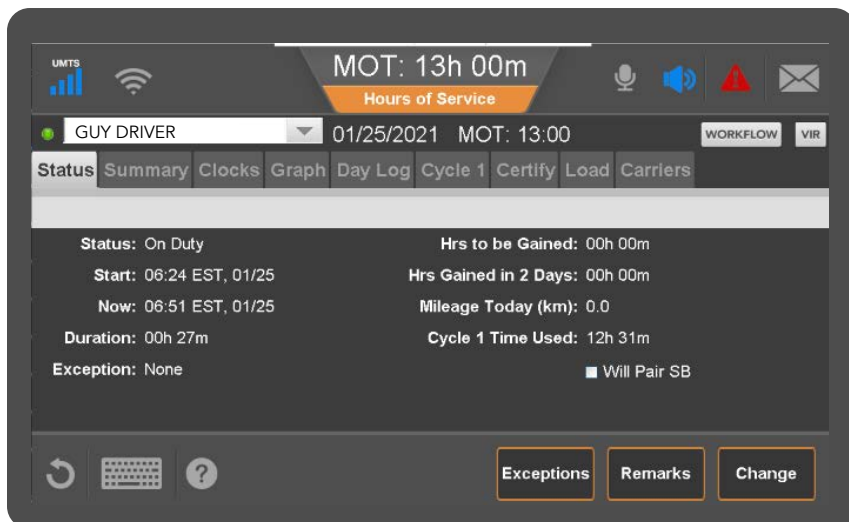 UMTS
MOT: 13h 00m
Hours of Service
GUY DRIVER 01/25/2021 MOT: 13:00 WORKFLOW VIR
Status Summary Clocks Graph Day Log Cycle 1 Certify Load Carriers
Status: On Duty Hrs to be Gained: 00h 00m
Start: 06:24 EST, 01/25 Hrs Gained in 2 Days: 00h 00m
Now: 06:51 EST, 01/25 Mileage Today (km): 0.0
Duration: 00h 27m Cycle 1 Time Used: 12h 31m
Exception: None Will Pair SB
? Exceptions Remarks Change